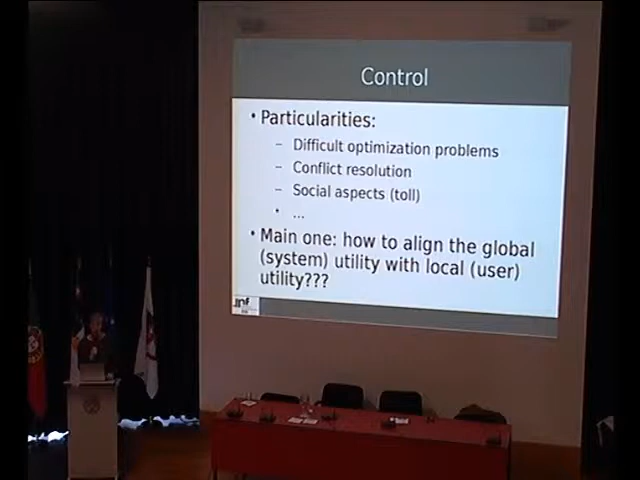 Control
• Particularities:
– Difficult optimization problems
– Conflict resolution
– Social aspects (toll)
• ...
• Main one: how to align the global
(system) utility with local (user)
utility???
inf